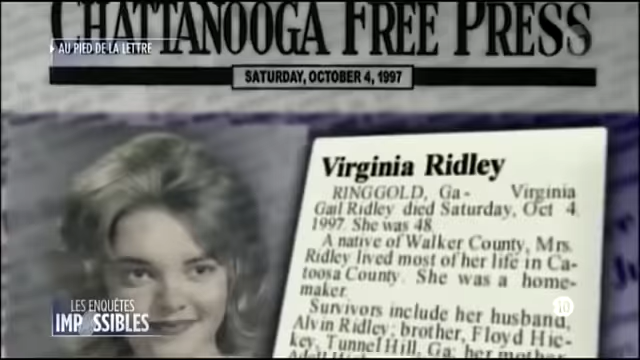 CHATTANOOGA FREE PRESS
AU PIED DE LA LETTRE
SATURDAY, OCTOBER 4, 1997
Virginia Ridley
RINGGOLD, Ga- Virginia
Gail Ridley died Saturday, Oct 4,
1997. She was 48.
A native of Walker County, Mrs.
Ridley lived most of her life in Ca-
toosa County. She was a home-
maker.
Survivors include her husband,
Alvin Ridley; brother, Floyd Hic-
key, Tunnel Hill, Ga; her mother
LES ENQUÊTES
IMPOSSIBLES
10